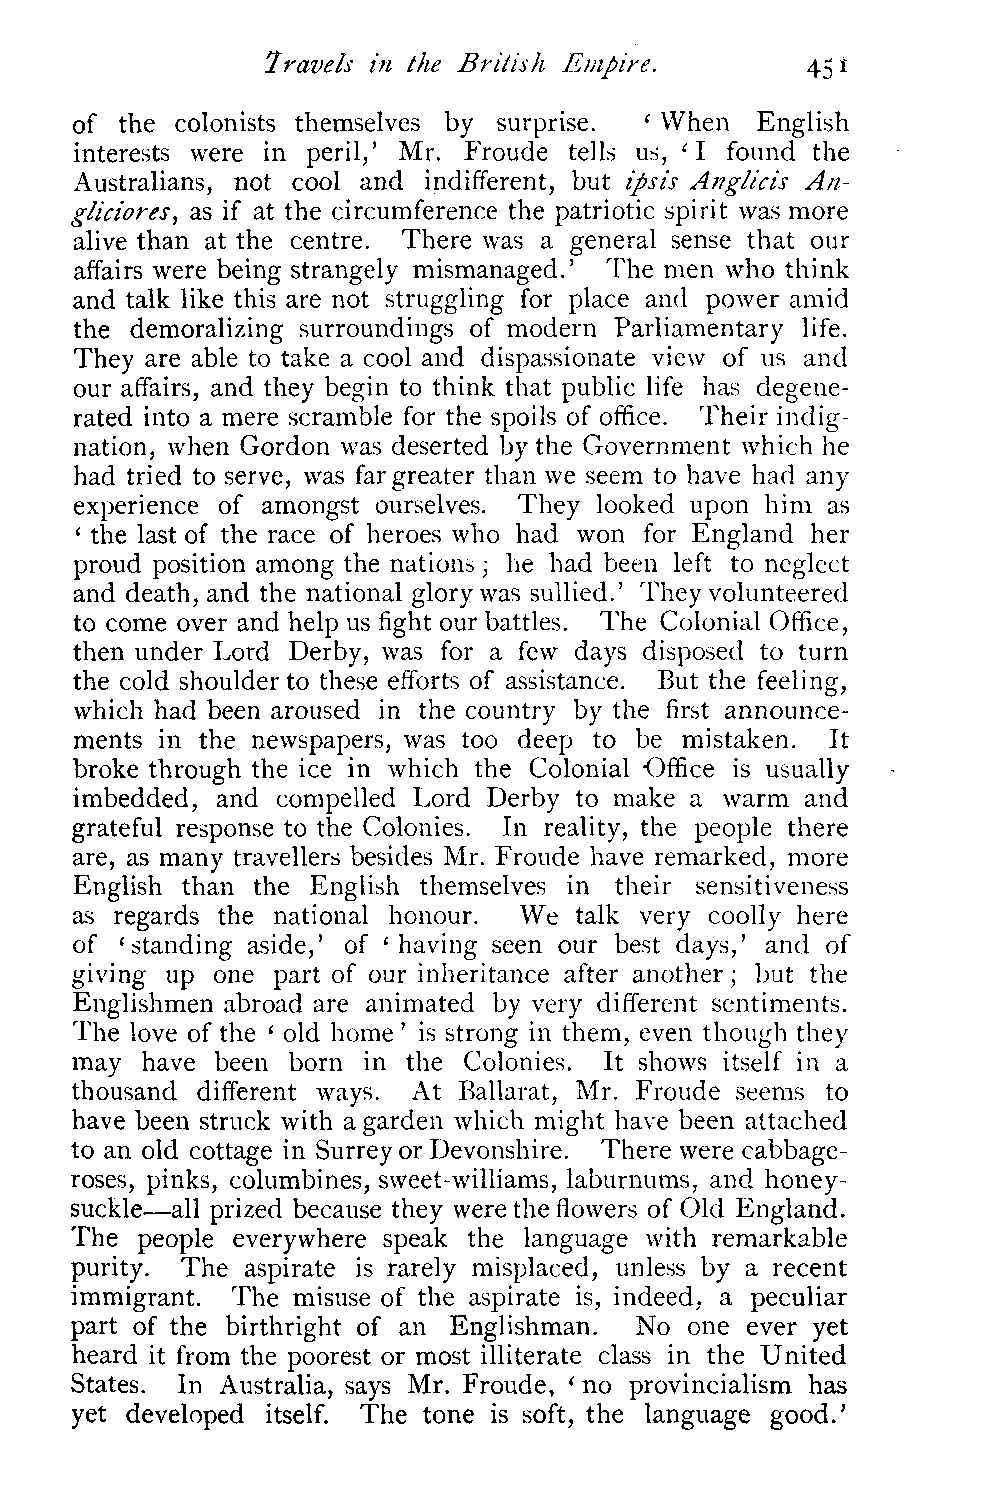 Travels in the British Empire. 451
of the colonists themselves by surprise. ‘ When English
interests were in peril,’ Mr. Froude tells us, ‘ I found the
Australians, not cool and indifferent, but ipsis Anglicis An-
gliciores, as if at the circumference the patriotic spirit was more
alive than at the centre. There was a general sense that our
affairs were being strangely mismanaged.’ The men who think
and talk like this are not struggling for place and power amid
the demoralizing surroundings of modern Parliamentary life.
They are able to take a cool and dispassionate view of us and
our affairs, and they begin to think that public life has degene-
rated into a mere scramble for the spoils of office. Their indig-
nation, when Gordon was deserted by the Government which he
had tried to serve, was far greater than we seem to have had any
experience of amongst ourselves. They looked upon him as
‘ the last of the race of heroes who had won for England her
proud position among the nations ; he had been left to neglect
and death, and the national glory was sullied.’ They volunteered
to come over and help us fight our battles. The Colonial Office,
then under Lord Derby, was for a few days disposed to turn
the cold shoulder to these efforts of assistance. But the feeling,
which had been aroused in the country by the first announce-
ments in the newspapers, was too deep to be mistaken. It
broke through the ice in which the Colonial Office is usually
imbedded, and compelled Lord Derby to make a warm and
grateful response to the Colonies. In reality, the people there
are, as many travellers besides Mr. Froude have remarked, more
English than the English themselves in their sensitiveness
as regards the national honour. We talk very coolly here
of ‘ standing aside,’ of ‘ having seen our best days,’ and of
giving up one part of our inheritance after another ; but the
Englishmen abroad are animated by very different sentiments.
The love of the ‘ old home ’ is strong in them, even though they
may have been born in the Colonies. It shows itself in a
thousand different ways. At Ballarat, Mr. Froude seems to
have been struck with a garden which might have been attached
to an old cottage in Surrey or Devonshire. There were cabbage-
roses, pinks, columbines, sweet-williams, laburnums, and honey-
suckle—all prized because they were the flowers of Old England.
The people everywhere speak the language with remarkable
purity. The aspirate is rarely misplaced, unless by a recent
immigrant. The misuse of the aspirate is, indeed, a peculiar
part of the birthright of an Englishman. No one ever yet
heard it from the poorest or most illiterate class in the United
States. In Australia, says Mr. Froude, ‘ no provincialism has
yet developed itself. The tone is soft, the language good.’